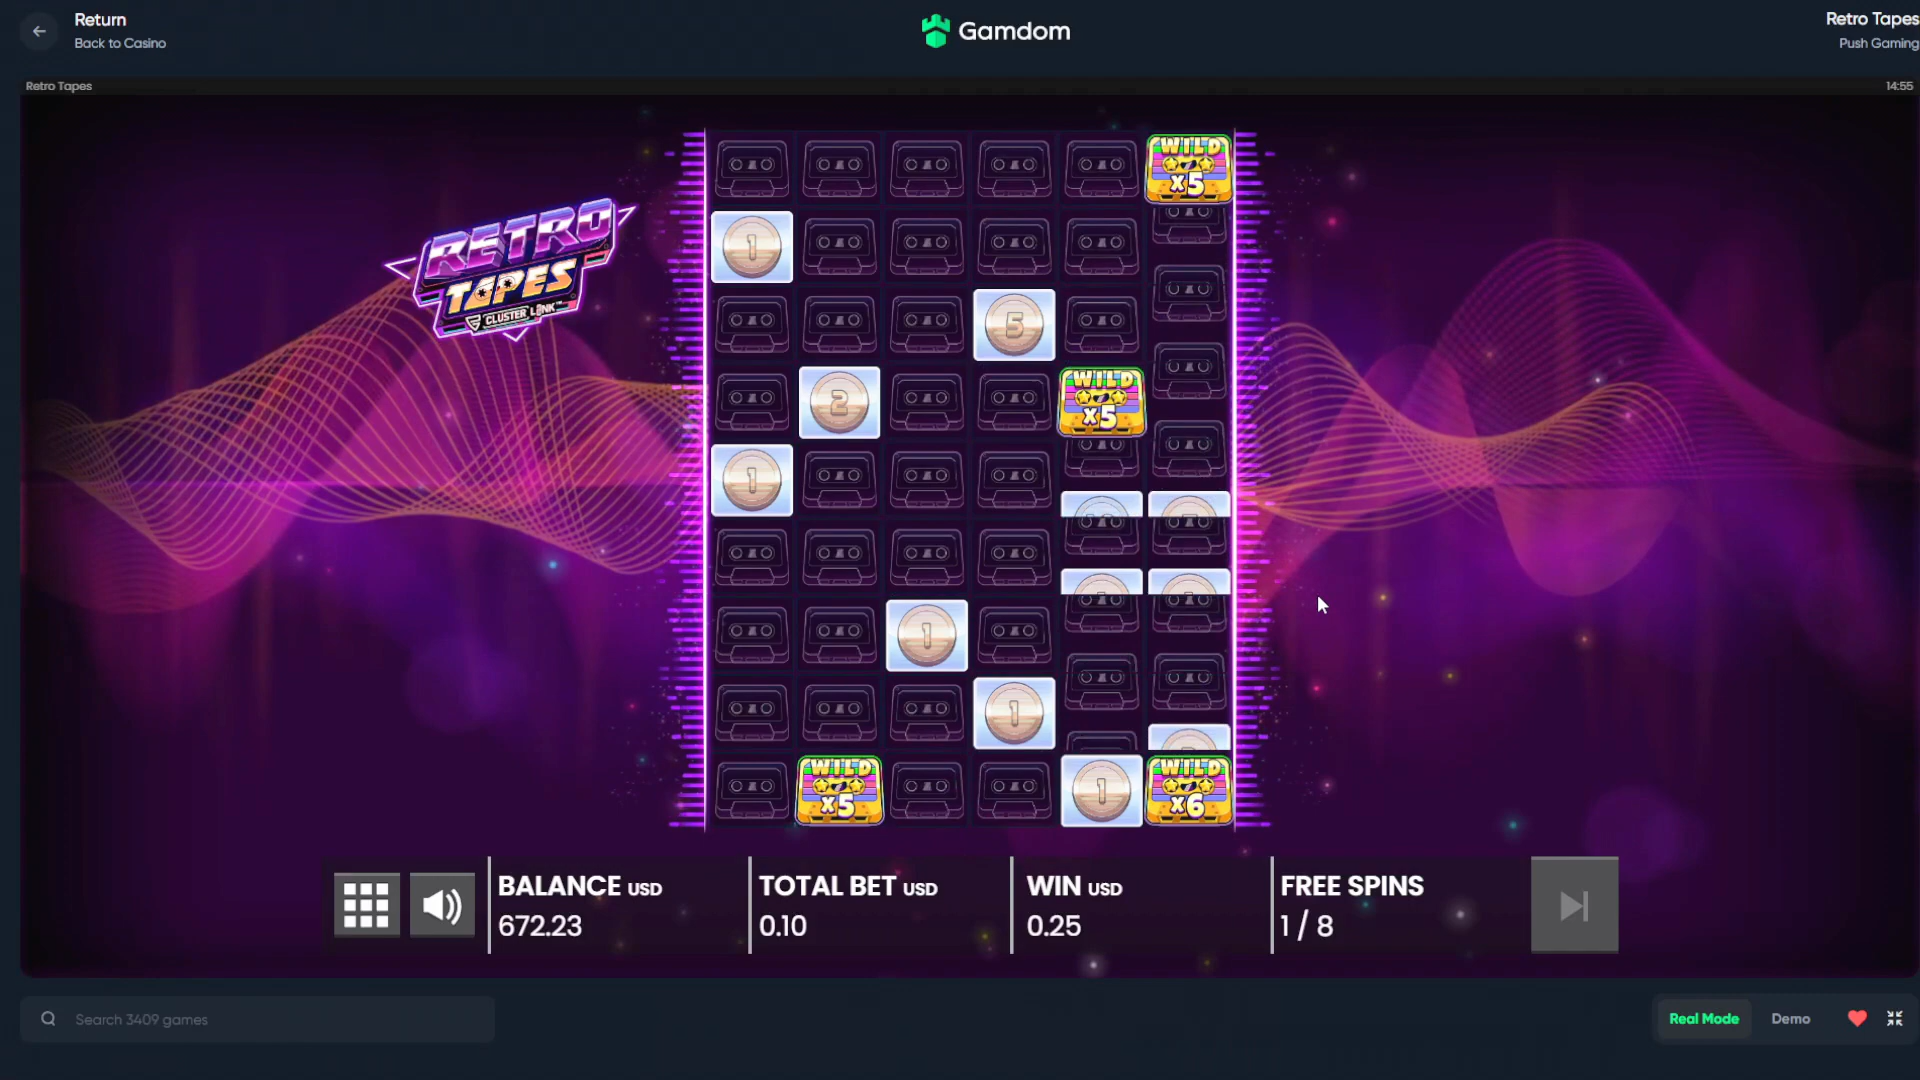 Return
Back to Casino
Gamdom
Retro Tapes
Push Gaming
Retro Tapes
14:55
RETRO
TAPES
CLUSTER LINK™
WILD
x5
1
5
2
WILD
x5
1
1
1
WILD
x5
1
WILD
x6
BALANCE USD
672.23
TOTAL BET USD
0.10
WIN USD
0.25
FREE SPINS
1 / 8
Search 3409 games
Real Mode
Demo